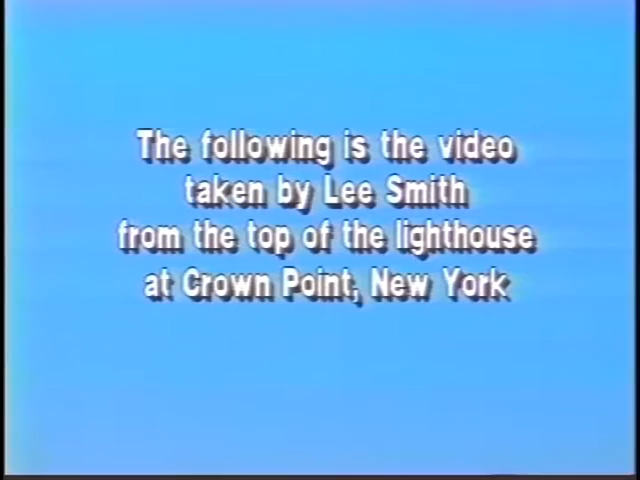 The following is the video
taken by Lee Smith
from the top of the lighthouse
at Crown Point, New York